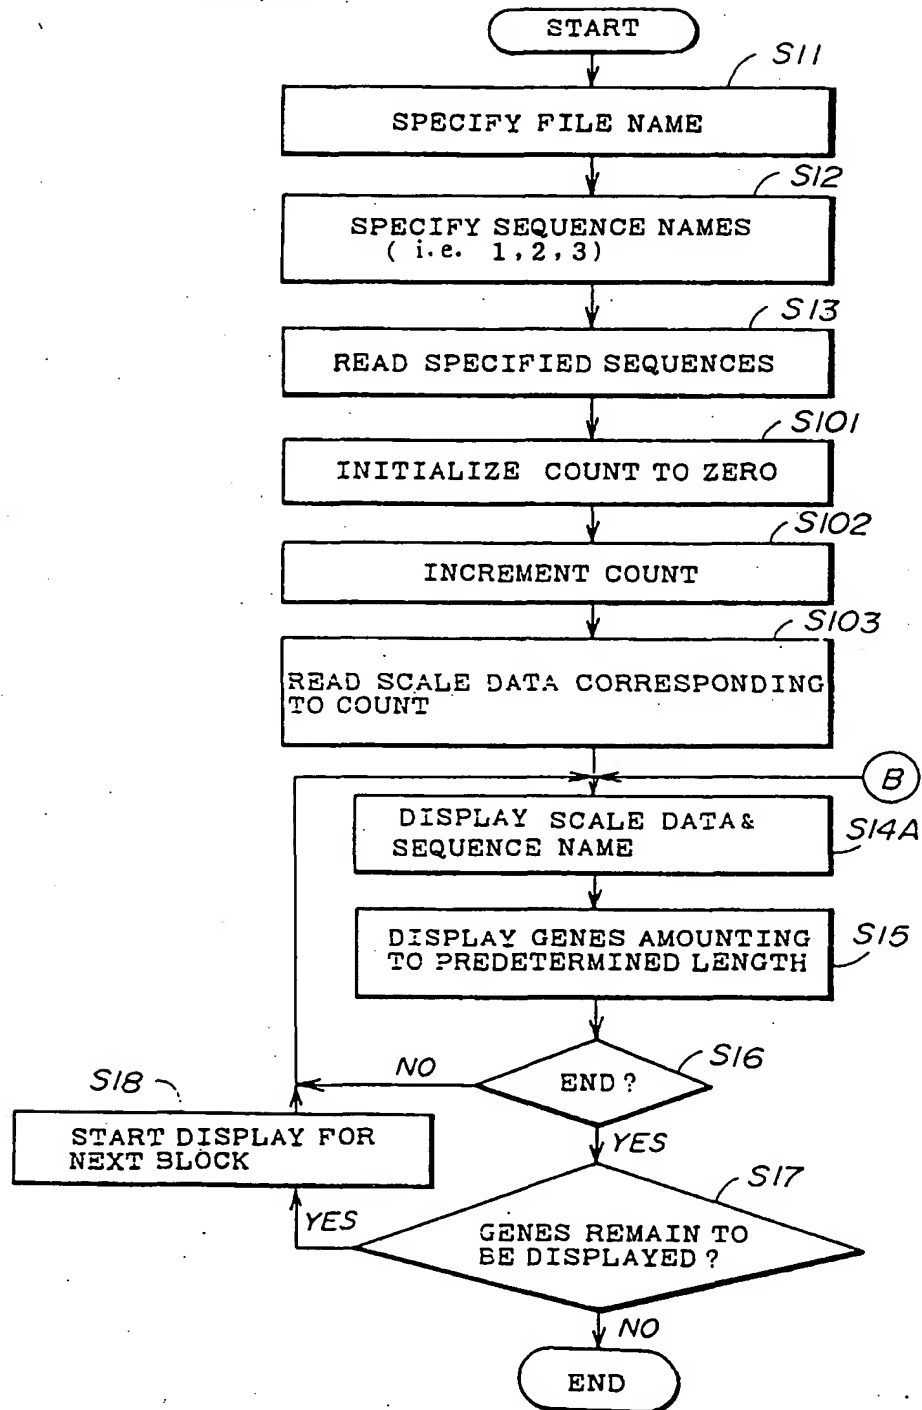 START
S11
SPECIFY FILE NAME
S12
SPECIFY SEQUENCE NAMES
( i.e. 1,2,3)
S13
READ SPECIFIED SEQUENCES
S101
INITIALIZE COUNT TO ZERO
S102
INCREMENT COUNT
S103
READ SCALE DATA CORRESPONDING
TO COUNT
B
DISPLAY SCALE DATA&
SEQUENCE NAME
S14A
DISPLAY GENES AMOUNTING
TO PREDETERMINED LENGTH
S15
S16
END?
NO
S18
START DISPLAY FOR
NEXT BLOCK
YES
S17
YES
GENES REMAIN TO
BE DISPLAYED?
NO
END